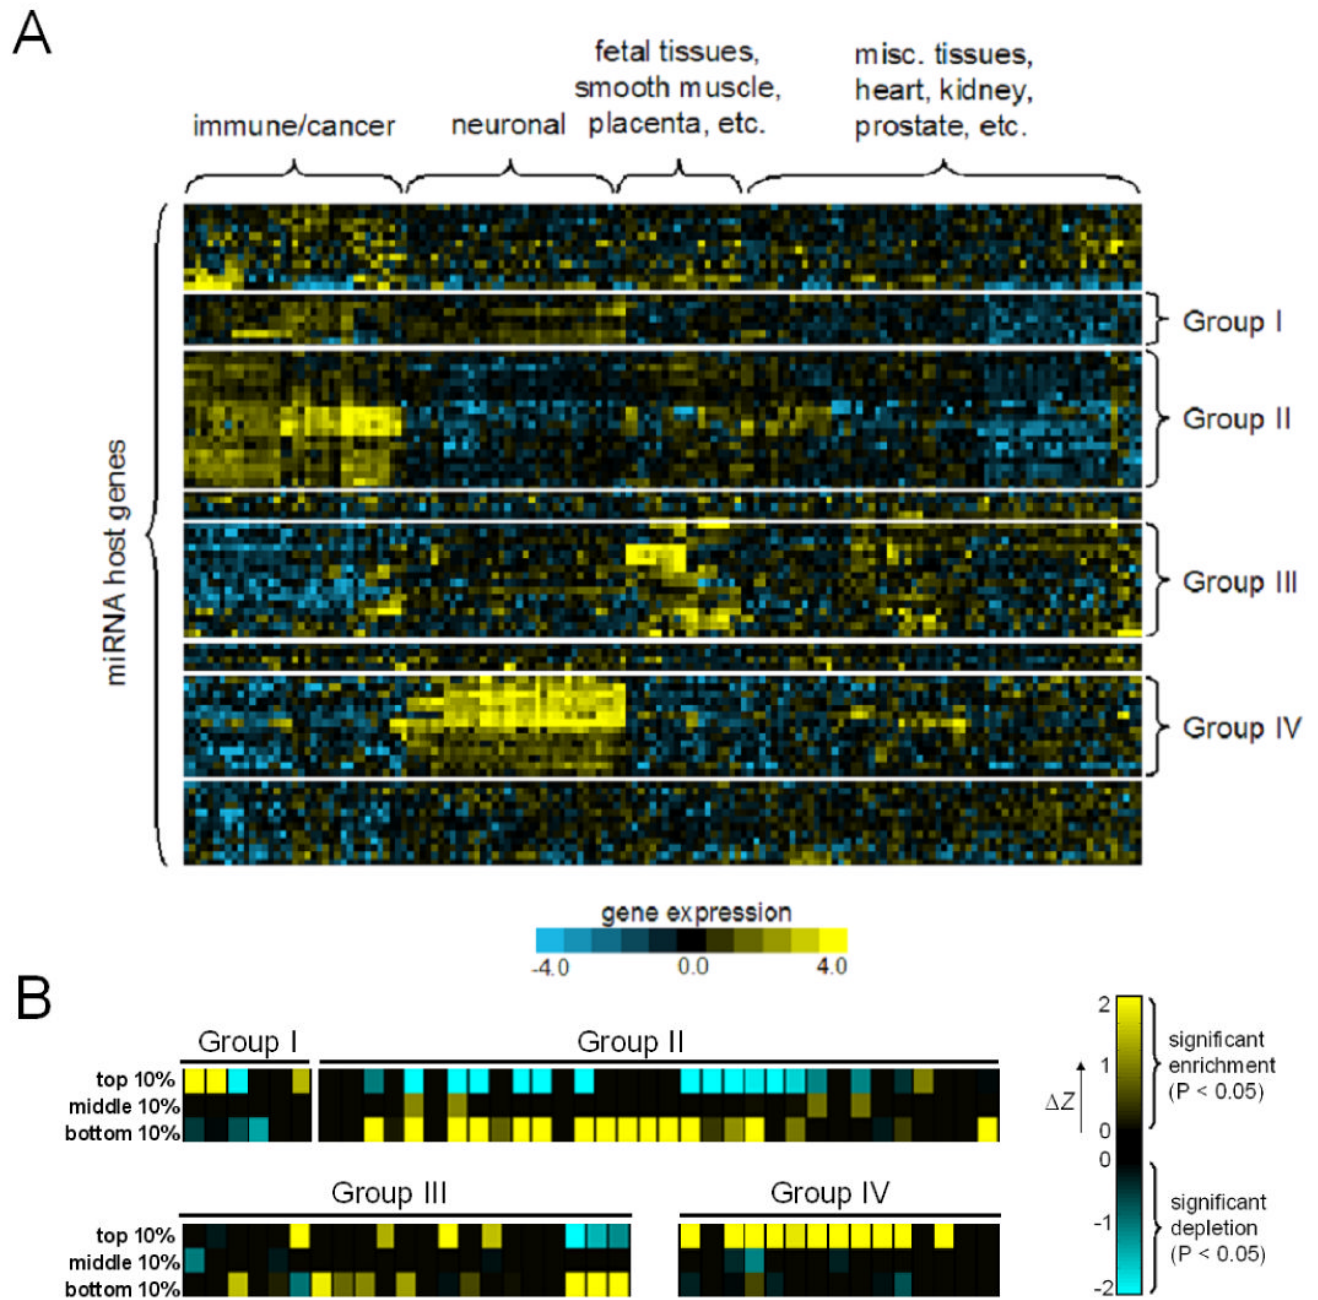 A
immune/cancer
neuronal
fetal tissues,
smooth muscle,
placenta, etc.
misc. tissues,
heart, kidney,
prostate, etc.
miRNA host genes
Group I
Group II
Group III
Group IV
gene expression
-4.0 0.0 4.0
B
Group I Group II
top 10%
middle 10%
bottom 10%
Group III Group IV
top 10%
middle 10%
bottom 10%
ΔZ
2
1
0
0
-1
-2
significant
enrichment
(P < 0.05)
significant
depletion
(P < 0.05)